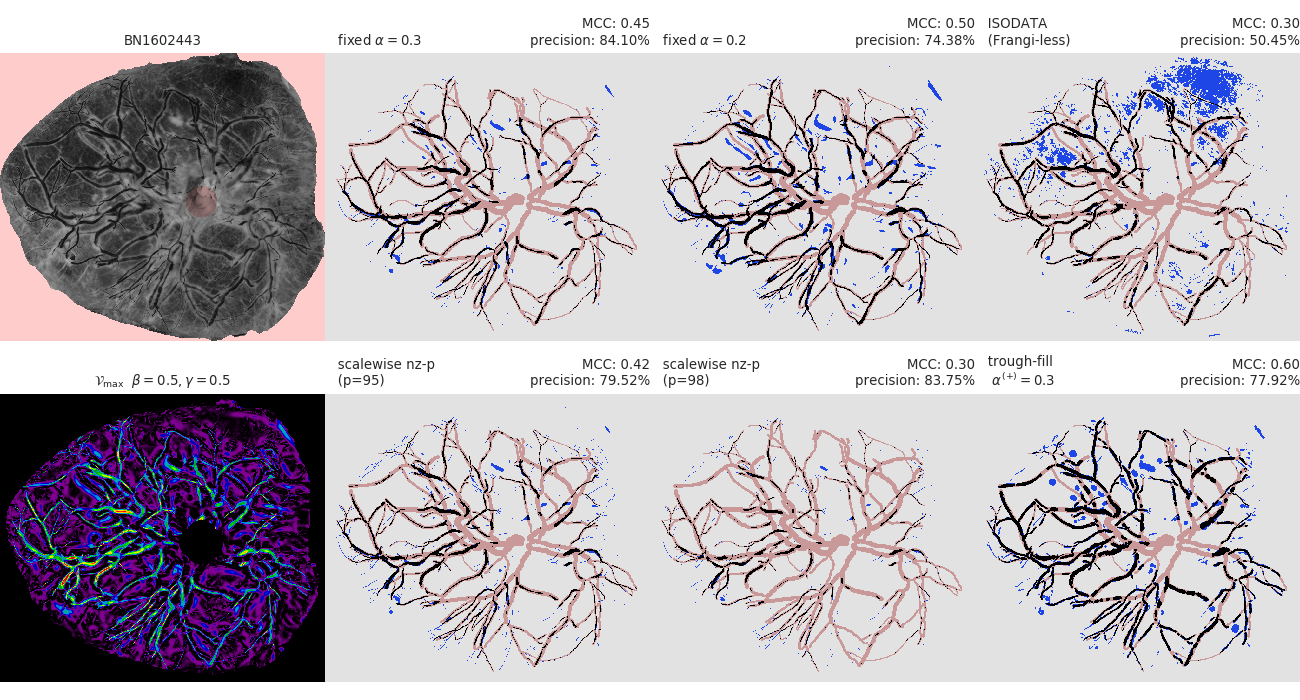 BN1602443
fixed α = 0.3
MCC: 0.45
precision: 84.10%
fixed α = 0.2
MCC: 0.50
precision: 74.38%
ISODATA
(Frangi-less)
MCC: 0.30
precision: 50.45%
𝒱max β = 0.5, γ = 0.5
scalewise nz-p
(p=95)
MCC: 0.42
precision: 79.52%
scalewise nz-p
(p=98)
MCC: 0.30
precision: 83.75%
trough-fill
α(+) = 0.3
MCC: 0.60
precision: 77.92%